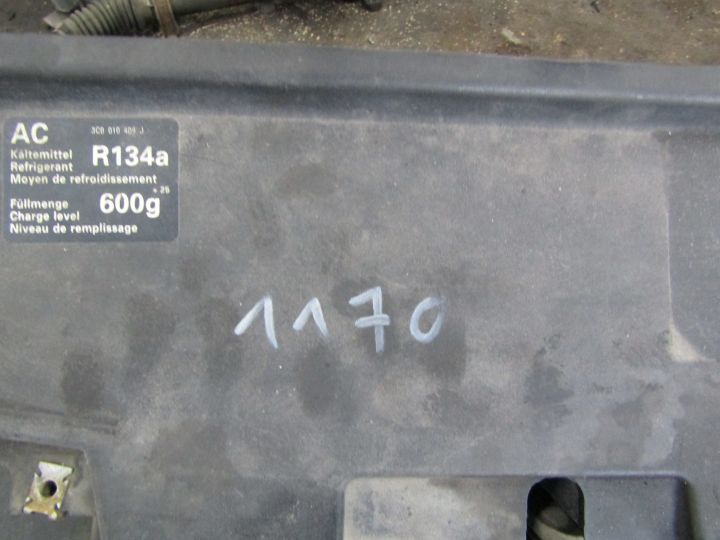 AC 3C0 010 409 J
Kältemittel
Refrigerant R134a
Moyen de refroidissement
Füllmenge 600g + 25
Charge level
Niveau de remplissage
1170